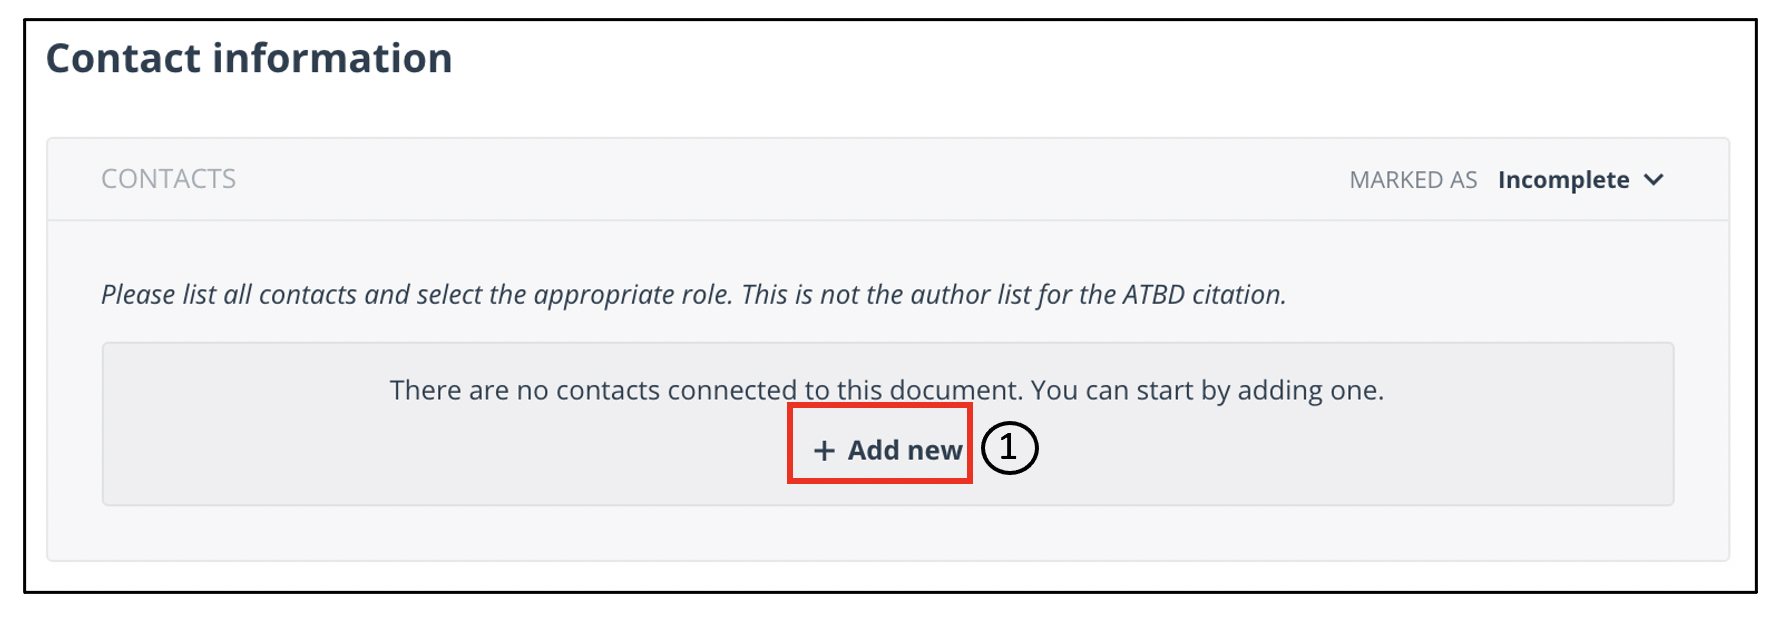 Contact information
CONTACTS
MARKED AS Incomplete
Please list all contacts and select the appropriate role. This is not the author list for the ATBD citation.
There are no contacts connected to this document. You can start by adding one.
+ Add new
1